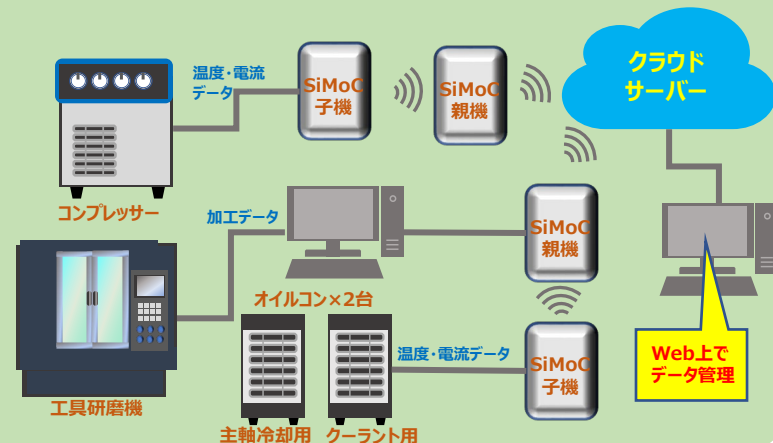 温度・電流
データ
SiMoC
子機
SiMoC
親機
クラウド
サーバー
コンプレッサー
加工データ
SiMoC
親機
オイルコン×2台
温度・電流データ
SiMoC
子機
Web上で
データ管理
工具研磨機
主軸冷却用
クーラント用